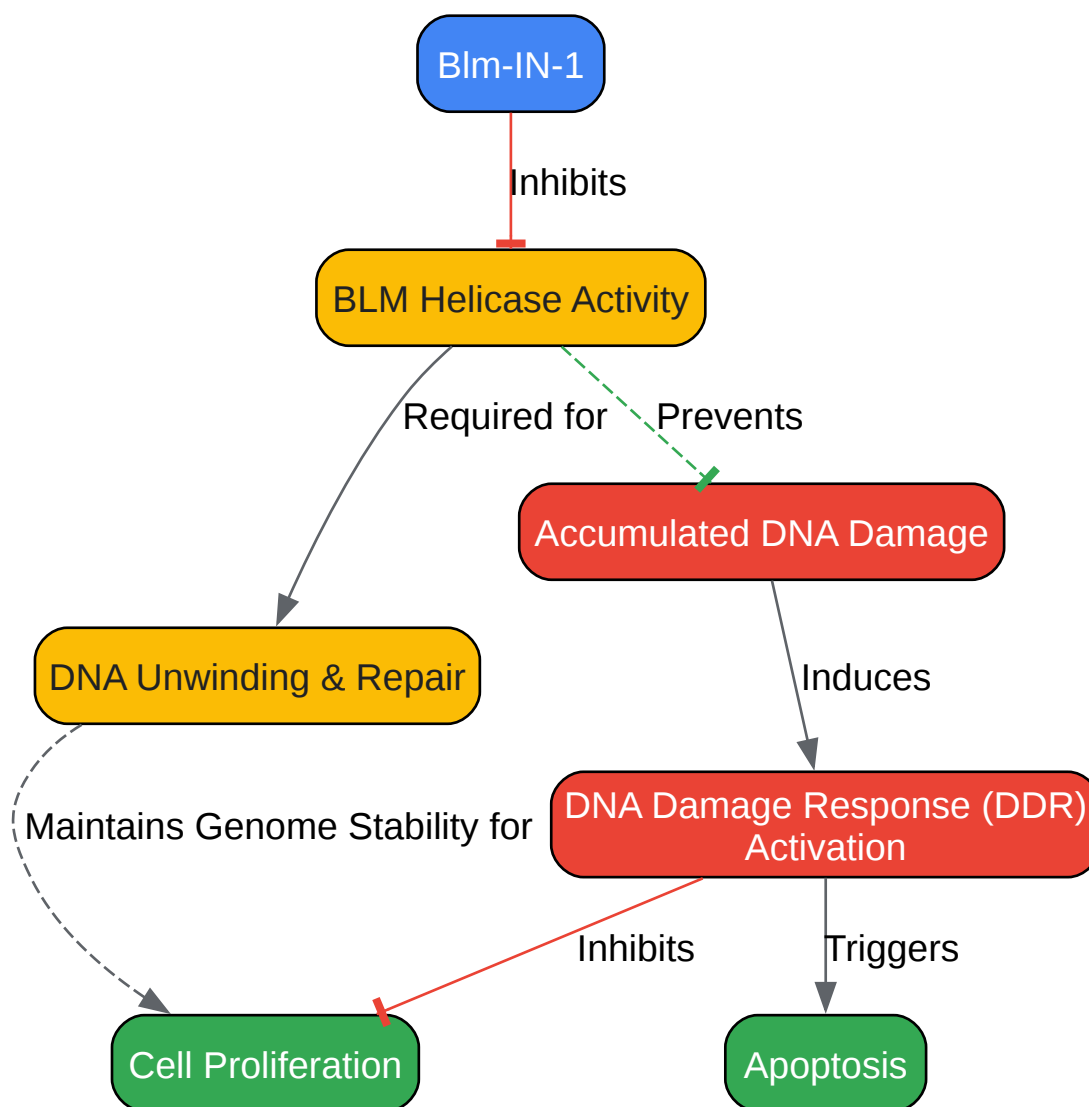 Blm-IN-1
Inhibits
BLM Helicase Activity
Required for
Prevents
Accumulated DNA Damage
DNA Unwinding & Repair
Induces
Maintains Genome Stability for
DNA Damage Response (DDR)
Activation
Inhibits
Triggers
Cell Proliferation
Apoptosis